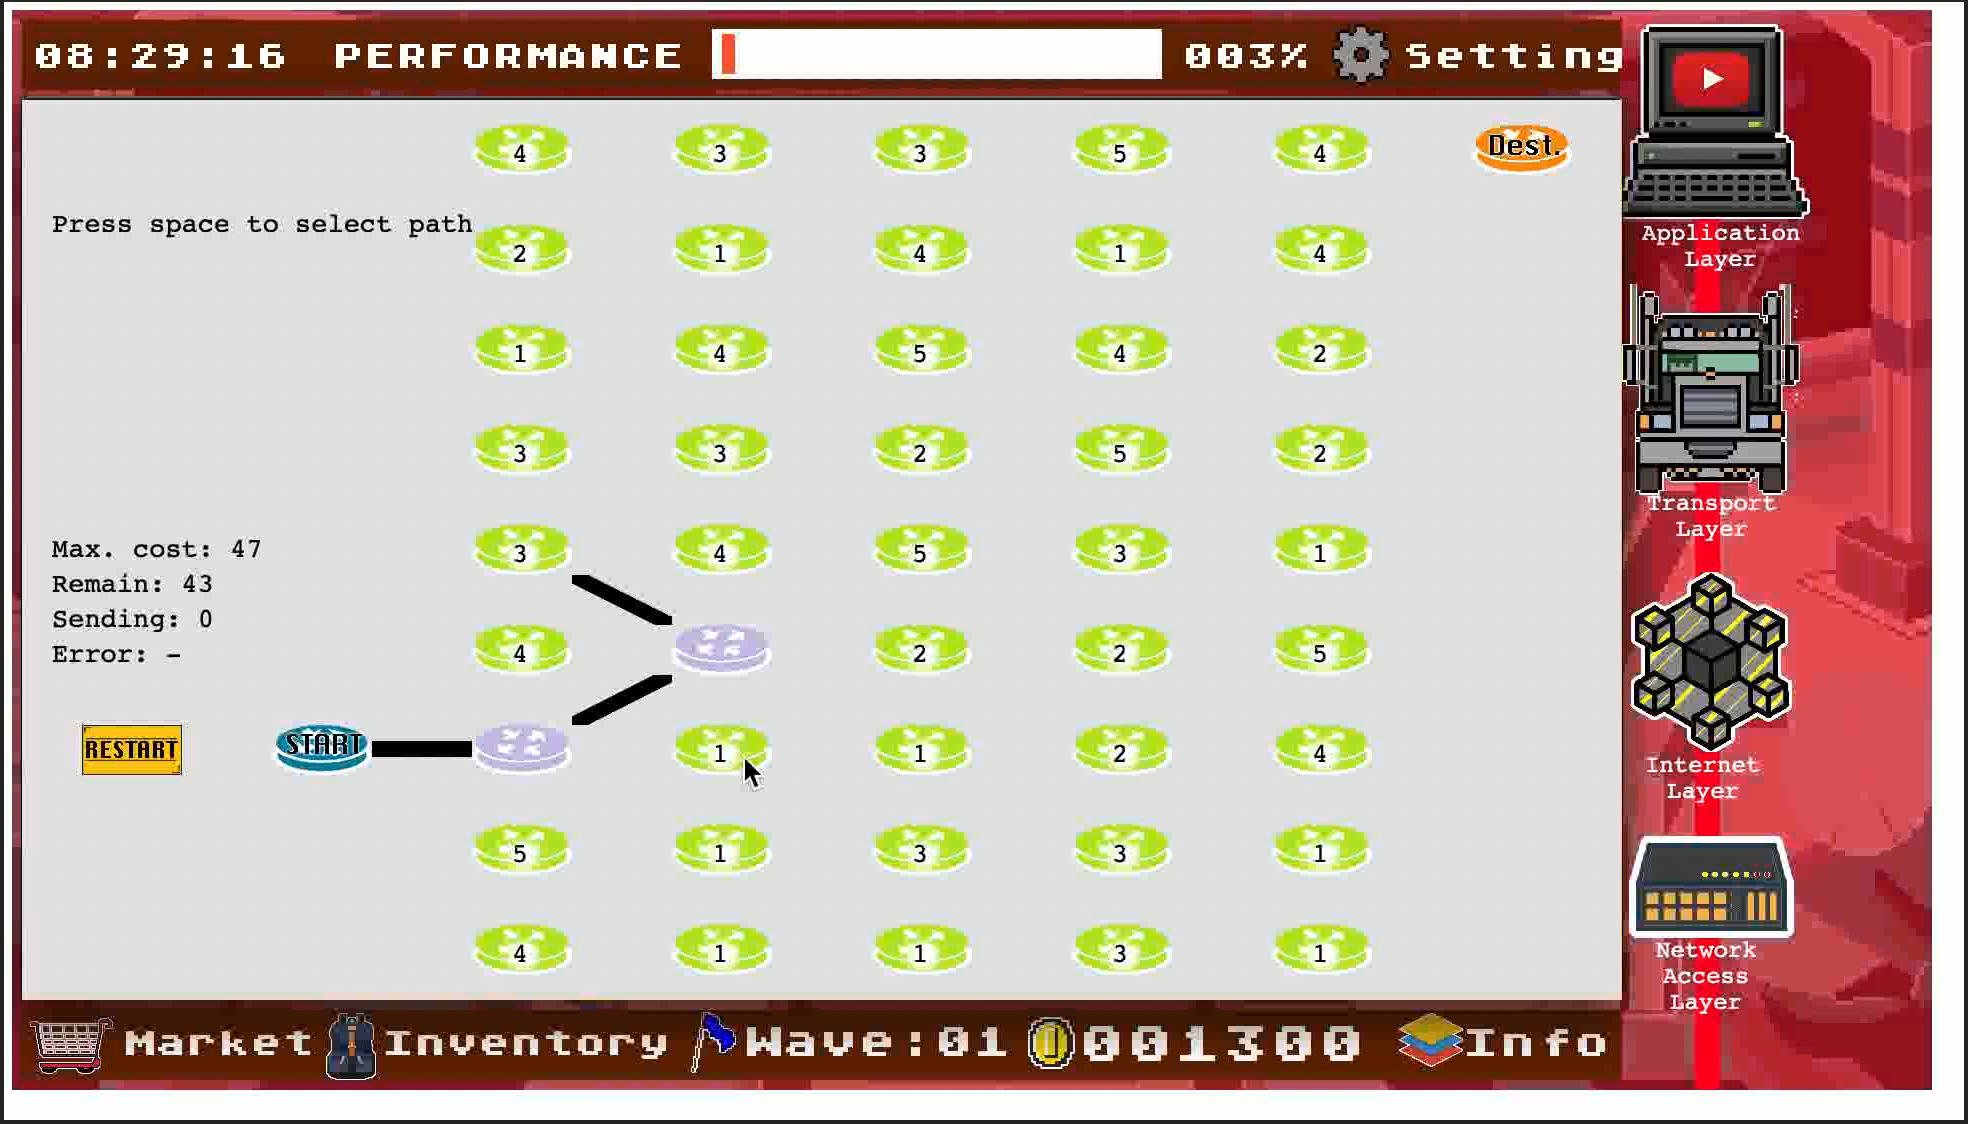 08:29:16 PERFORMANCE 003% Setting
4 3 3 5 4 Dest.
Press space to select path
2 1 4 1 4
1 4 5 4 2
3 3 2 5 2
Max. cost: 47
3 4 5 3 1
Remain: 43
Sending: 0
Error: -
4 2 2 5
RESTART START 1 1 2 4
5 1 3 3 1
4 1 1 3 1
Application
Layer
Transport
Layer
Internet
Layer
Network
Access
Layer
Market Inventory Wave:01 001300 Info